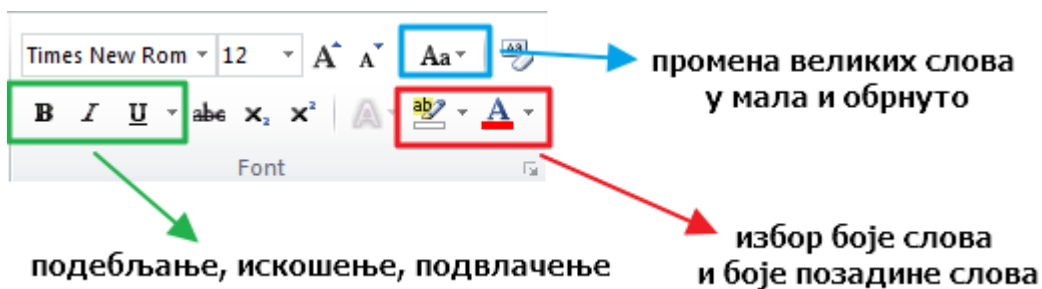 Times New Rom 12 A A Aa
B I U abc x₂ x² A ab A
Font
промена великих слова
у мала и обрнуто
подебљање, искошење, подвлачење
избор боје слова
и боје позадине слова